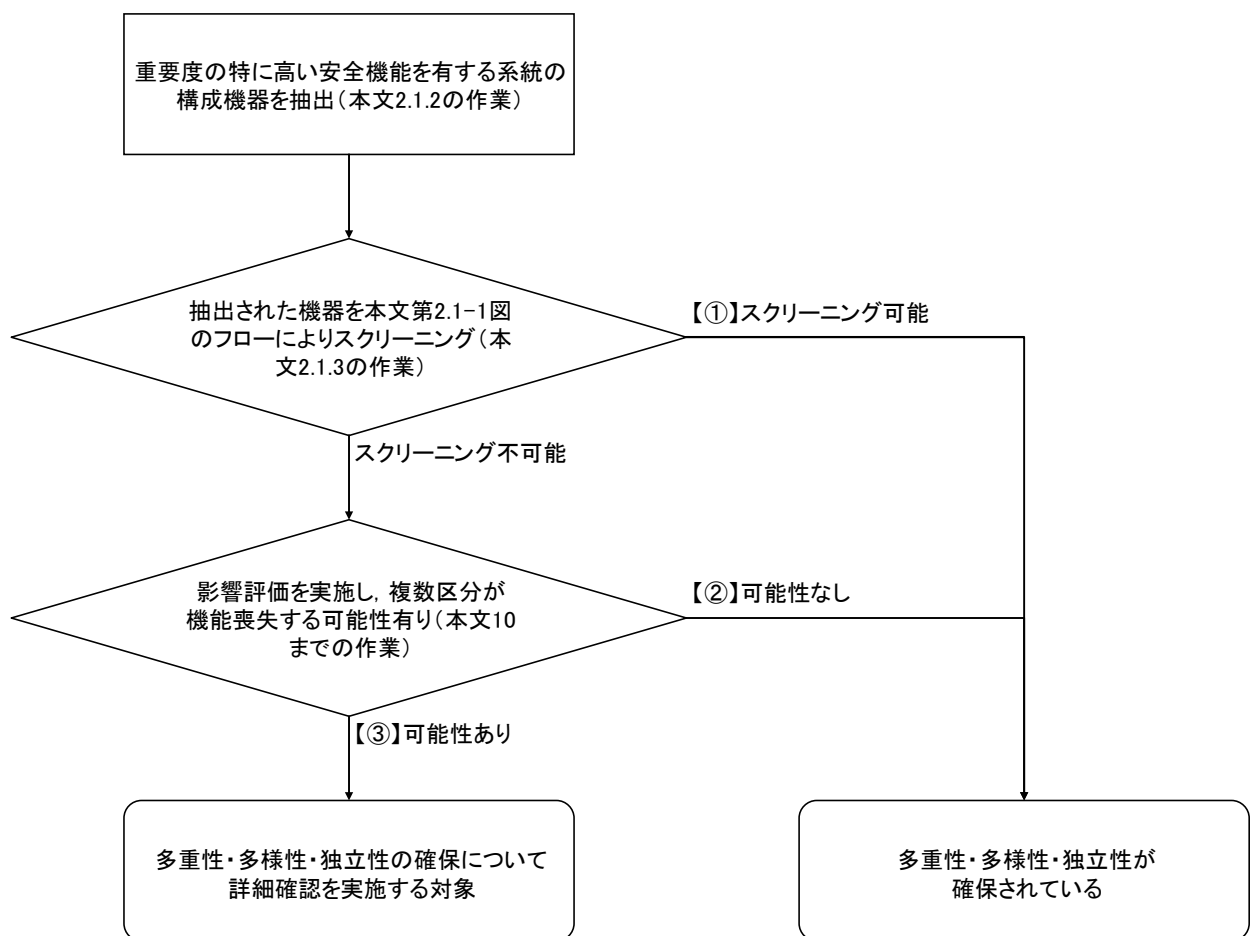 重要度の特に高い安全機能を有する系統の
構成機器を抽出（本文2.1.2の作業）
抽出された機器を本文第2.1-1図
のフローによりスクリーニング（本
文2.1.3の作業）
【①】スクリーニング可能
スクリーニング不可能
影響評価を実施し，複数区分が
機能喪失する可能性有り（本文10
までの作業）
【②】可能性なし
【③】可能性あり
多重性・多様性・独立性の確保について
詳細確認を実施する対象
多重性・多様性・独立性が
確保されている